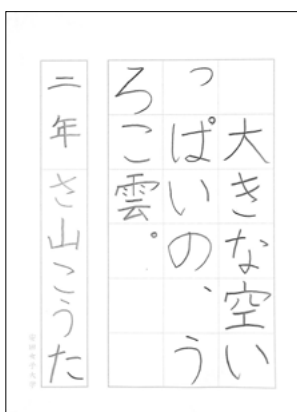 大きな空い
っぱいの、う
ろこ雲。
二年 さ山こうた